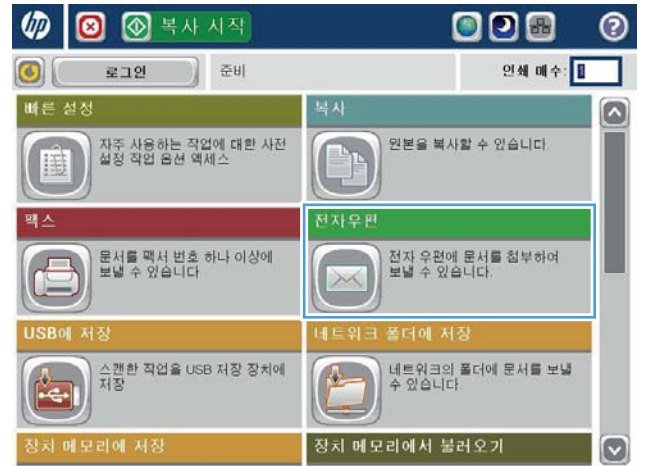 hp
복사 시작
?
로그인
준비
인쇄 매수: 1
빠른 설정
자주 사용하는 작업에 대한 사전
설정 작업 옵션 액세스
복사
원본을 복사할 수 있습니다.
팩스
문서를 팩서 번호 하나 이상에
보낼 수 있습니다
전자우편
전자 우편에 문서를 첨부하여
보낼 수 있습니다.
USB에 저장
스캔한 작업을 USB 저장 장치에
저장
네트워크 폴더에 저장
네트워크의 폴더에 문서를 보낼
수 있습니다
장치 메모리에 저장
장치 메모리에서 불러오기